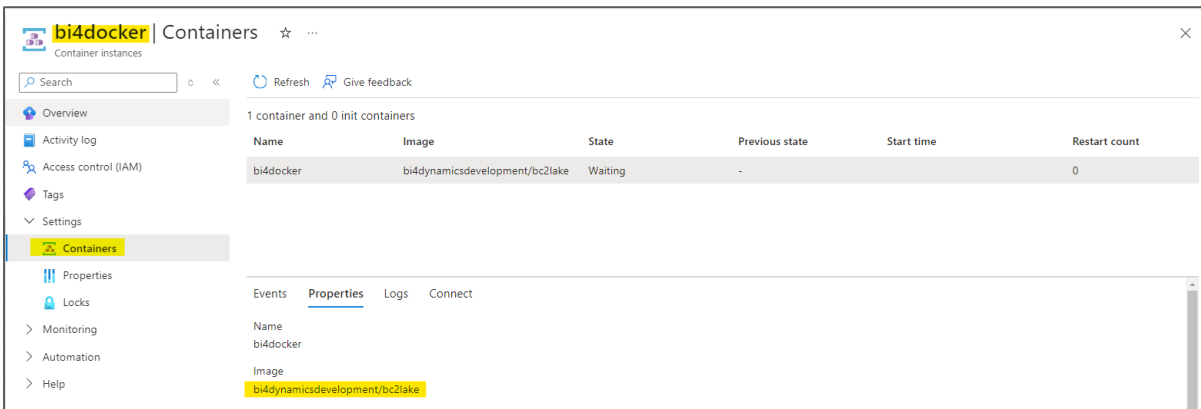 bi4docker | Containers ☆ ...
Container instances
Search
Refresh Give feedback
Overview
Activity log
Access control (IAM)
Tags
Settings
Containers
Properties
Locks
Monitoring
Automation
Help
1 container and 0 init containers
Name Image State Previous state Start time Restart count
bi4docker bi4dynamicsdevelopment/bc2lake Waiting - 0
Events Properties Logs Connect
Name
bi4docker
Image
bi4dynamicsdevelopment/bc2lake